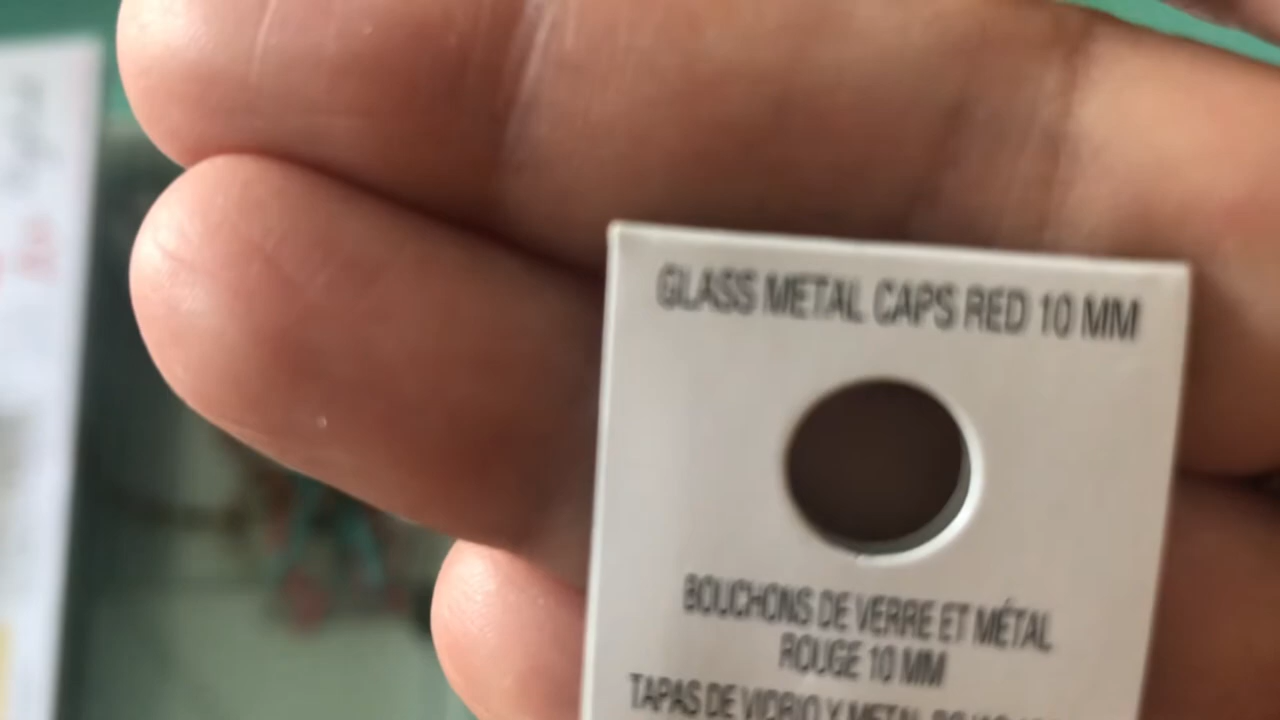 GLASS METAL CAPS RED 10 MM
BOUCHONS DE VERRE ET MÉTAL
ROUGE 10 MM
TAPAS DE VIDRIO Y METAL